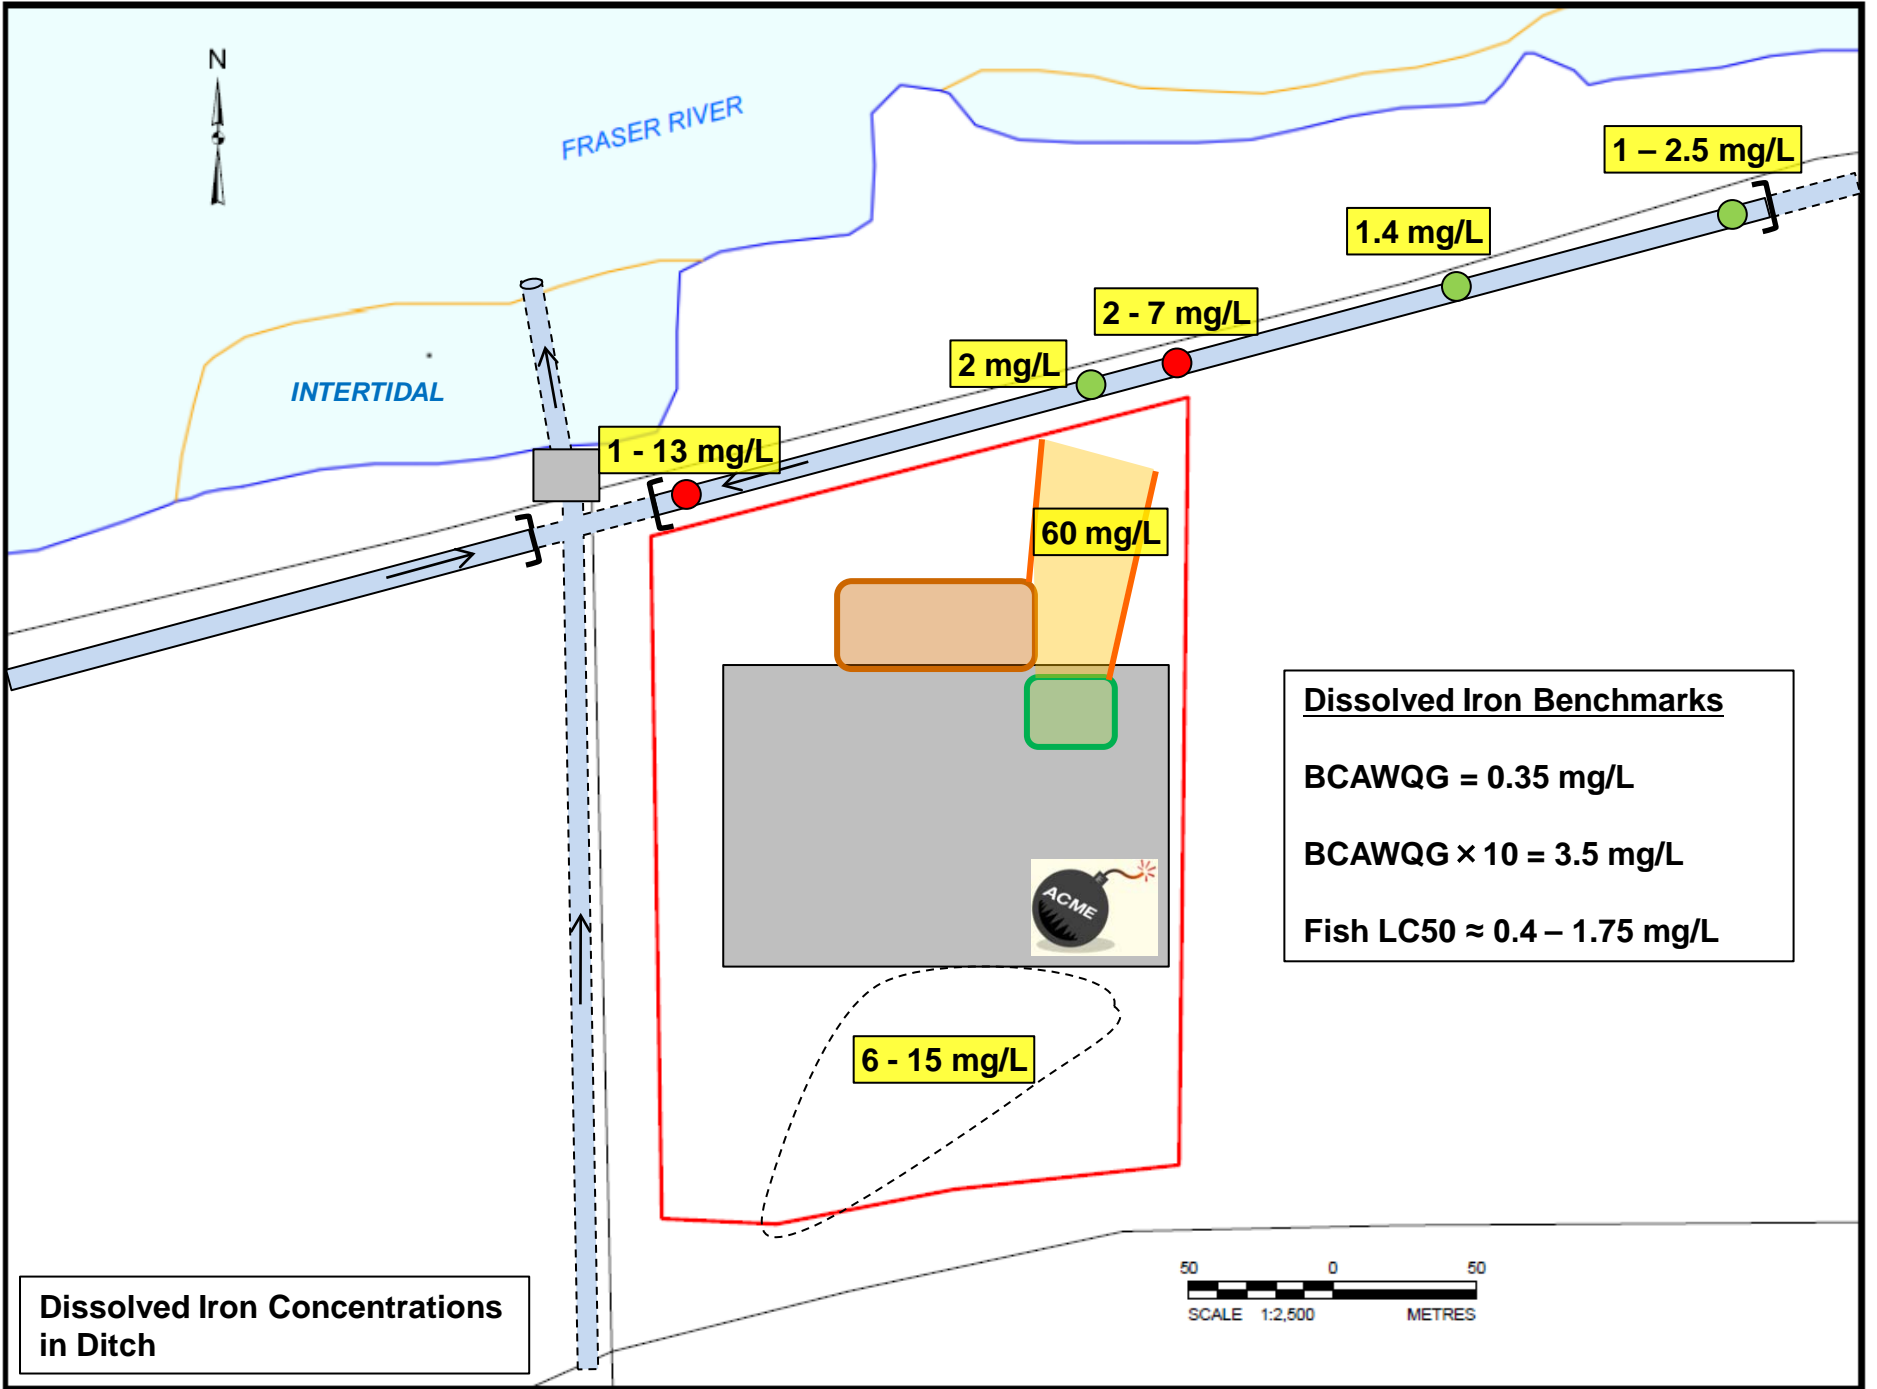 N
FRASER RIVER
1 – 2.5 mg/L
1.4 mg/L
2 - 7 mg/L
2 mg/L
INTERTIDAL
1 - 13 mg/L
60 mg/L
Dissolved Iron Benchmarks
BCAWQG = 0.35 mg/L
BCAWQG × 10 = 3.5 mg/L
Fish LC50 ≈ 0.4 – 1.75 mg/L
ACME
6 - 15 mg/L
50 0 50
SCALE 1:2,500 METRES
Dissolved Iron Concentrations
in Ditch